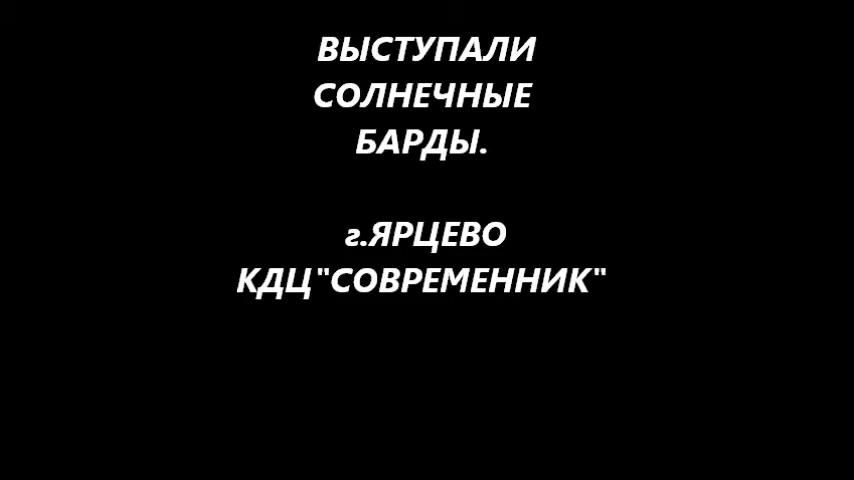 ВЫСТУПАЛИ
СОЛНЕЧНЫЕ
БАРДЫ.
г.ЯРЦЕВО
КДЦ"СОВРЕМЕННИК"